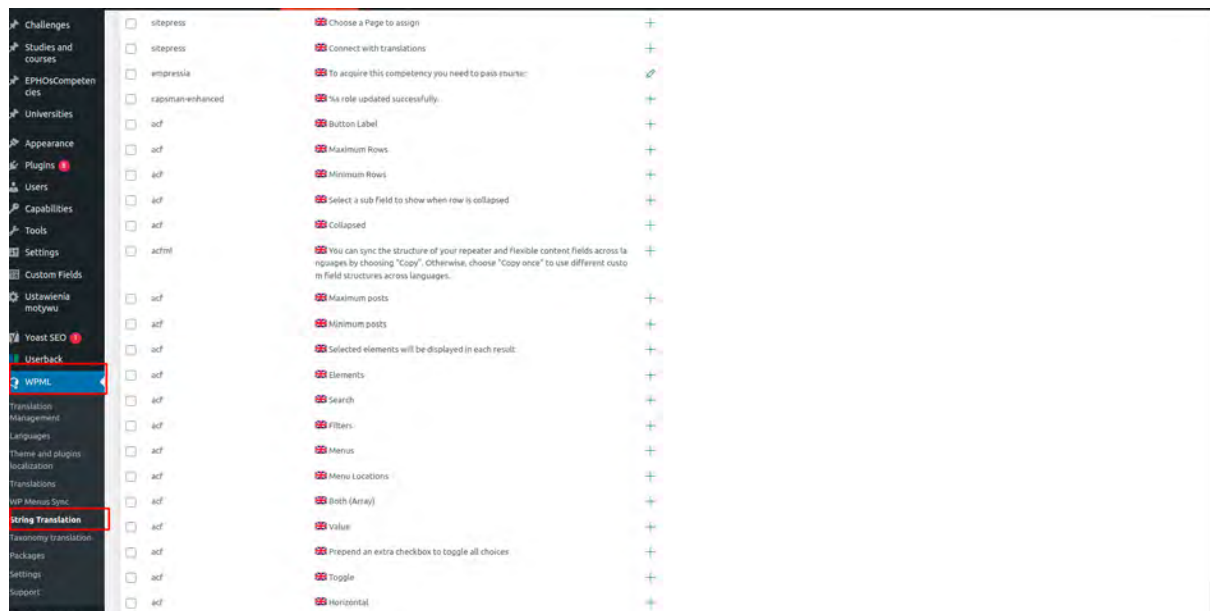 Challenges
Studies and
courses
EPHOsCompeten
cies
Universities
Appearance
Plugins
Users
Capabilities
Tools
Settings
Custom Fields
Ustawienia
motywu
Yoast SEO 1
Userback
WPML
Translation
Management
Languages
Theme and plugins
localization
Translations
WP Menus Sync
String Translation
Taxonomy translation
Packages
Settings
Support
sitepress Choose a Page to assign
sitepress Connect with translations
empressia To acquire this competency you need to pass course:
capsman-enhanced %s role updated successfully.
acf Button Label
acf Maximum Rows
acf Minimum Rows
acf Select a sub field to show when row is collapsed
acf Collapsed
acfml You can sync the structure of your repeater and flexible content fields across la
nguages by choosing "Copy". Otherwise, choose "Copy once" to use different custo
m field structures across languages.
acf Maximum posts
acf Minimum posts
acf Selected elements will be displayed in each result
acf Elements
acf Search
acf Filters
acf Menus
acf Menu Locations
acf Both (Array)
acf Value
acf Prepend an extra checkbox to toggle all choices
acf Toggle
acf Horizontal